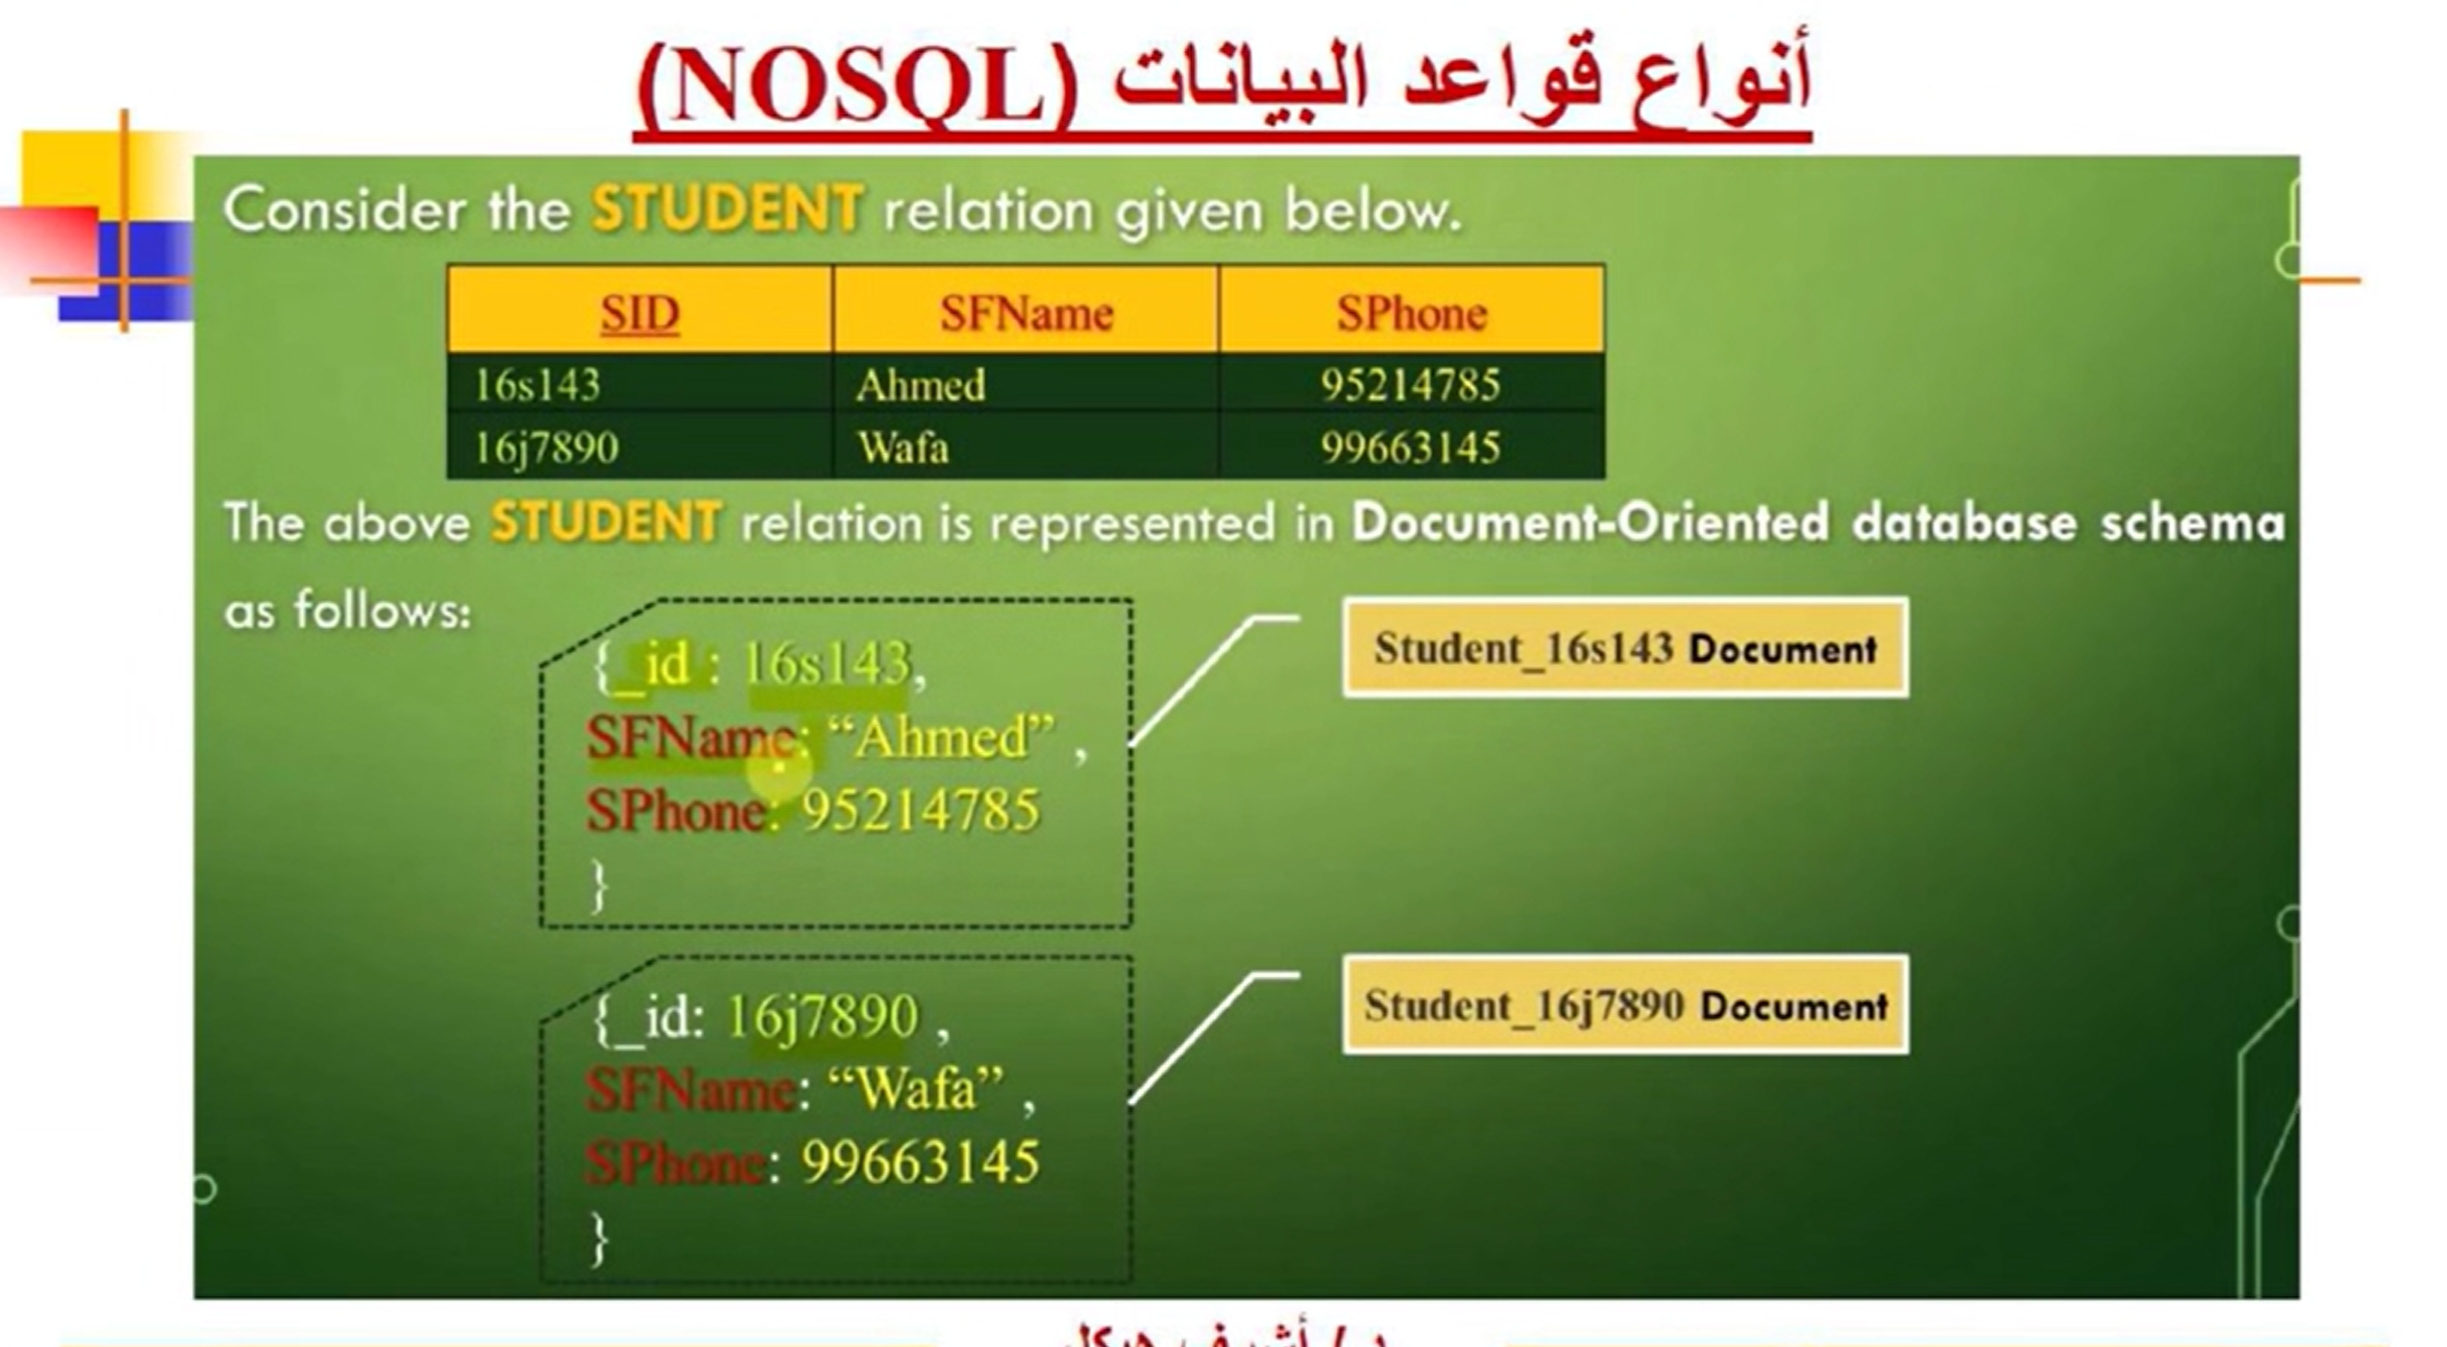 أنواع قواعد البيانات (NOSQL)
Consider the STUDENT relation given below.
SID SFName SPhone
16s143 Ahmed 95214785
16j7890 Wafa 99663145
The above STUDENT relation is represented in Document-Oriented database schema
as follows:
{_id : 16s143,
SFName: “Ahmed” ,
SPhone: 95214785
}
Student_16s143 Document
{_id: 16j7890 ,
SFName: “Wafa” ,
SPhone: 99663145
}
Student_16j7890 Document
د / أشرف هيكل